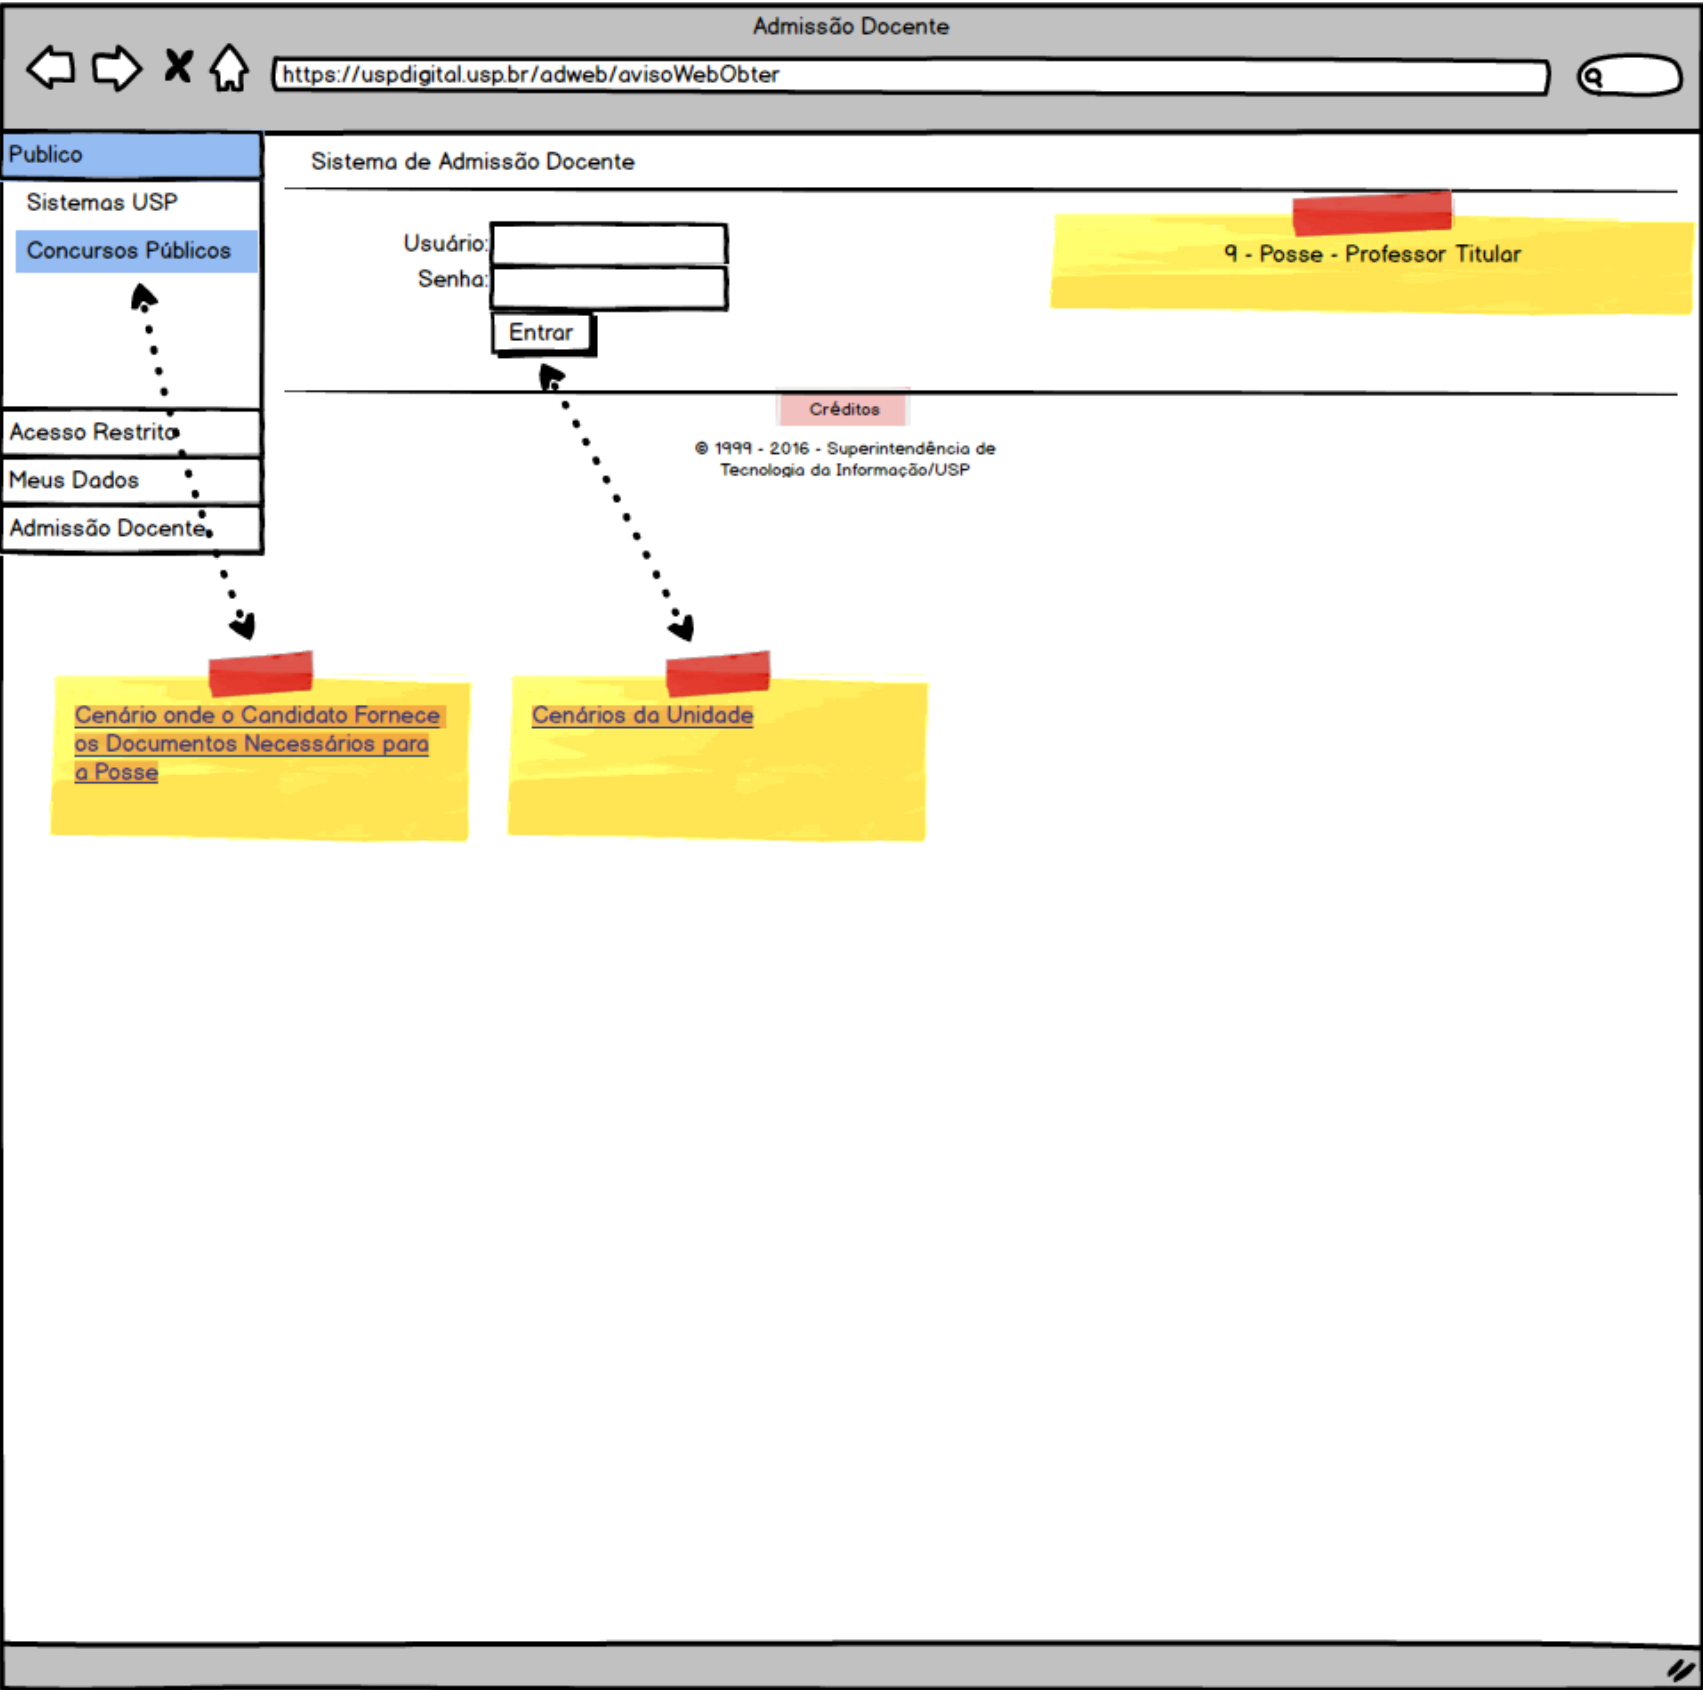 Admissão Docente
https://uspdigital.usp.br/adweb/avisoWebObter
Publico
Sistemas USP
Concursos Públicos
Acesso Restrito
Meus Dados
Admissão Docente
Sistema de Admissão Docente
Usuário:
Senha:
Entrar
9 - Posse - Professor Titular
Créditos
© 1999 - 2016 - Superintendência de
Tecnologia da Informação/USP
Cenário onde o Candidato Fornece
os Documentos Necessários para
a Posse
Cenários da Unidade